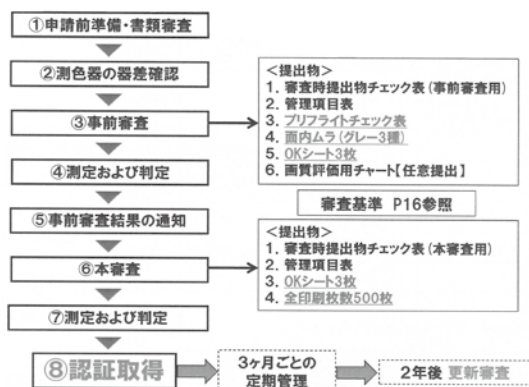 ①申請前準備・書類審査
②測色器の器差確認
③事前審査
④測定および判定
⑤事前審査結果の通知
⑥本審査
⑦測定および判定
⑧認証取得
＜提出物＞
1. 審査時提出物チェック表（事前審査用）
2. 管理項目表
3. プリフライトチェック表
4. 面内ムラ（グレー3種）
5. OKシート3枚
6. 画質評価用チャート【任意提出】
審査基準 P16参照
＜提出物＞
1. 審査時提出物チェック表（本審査用）
2. 管理項目表
3. OKシート3枚
4. 全印刷枚数500枚
3ヶ月ごとの
定期管理
2年後 更新審査